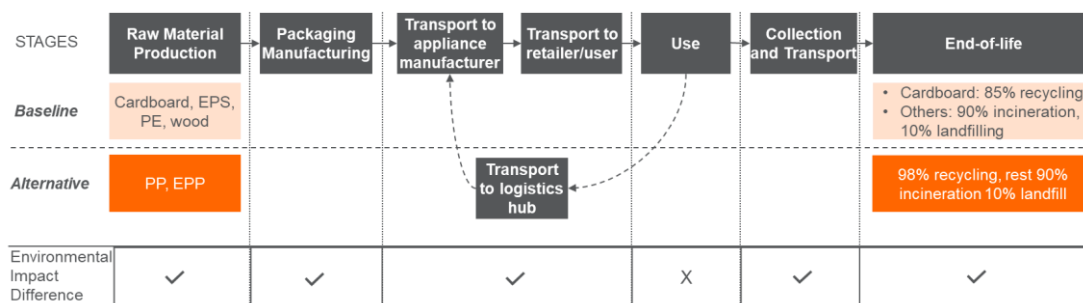 STAGES
Raw Material
Production
Packaging
Manufacturing
Transport to
appliance
manufacturer
Transport to
retailer/user
Use
Collection
and Transport
End-of-life
Baseline
Cardboard, EPS,
PE, wood
• Cardboard: 85% recycling
• Others: 90% incineration,
10% landfilling
Alternative
PP, EPP
Transport
to logistics
hub
98% recycling, rest 90%
incineration 10% landfill
Environmental
Impact
Difference
✓ ✓ ✓ X ✓ ✓